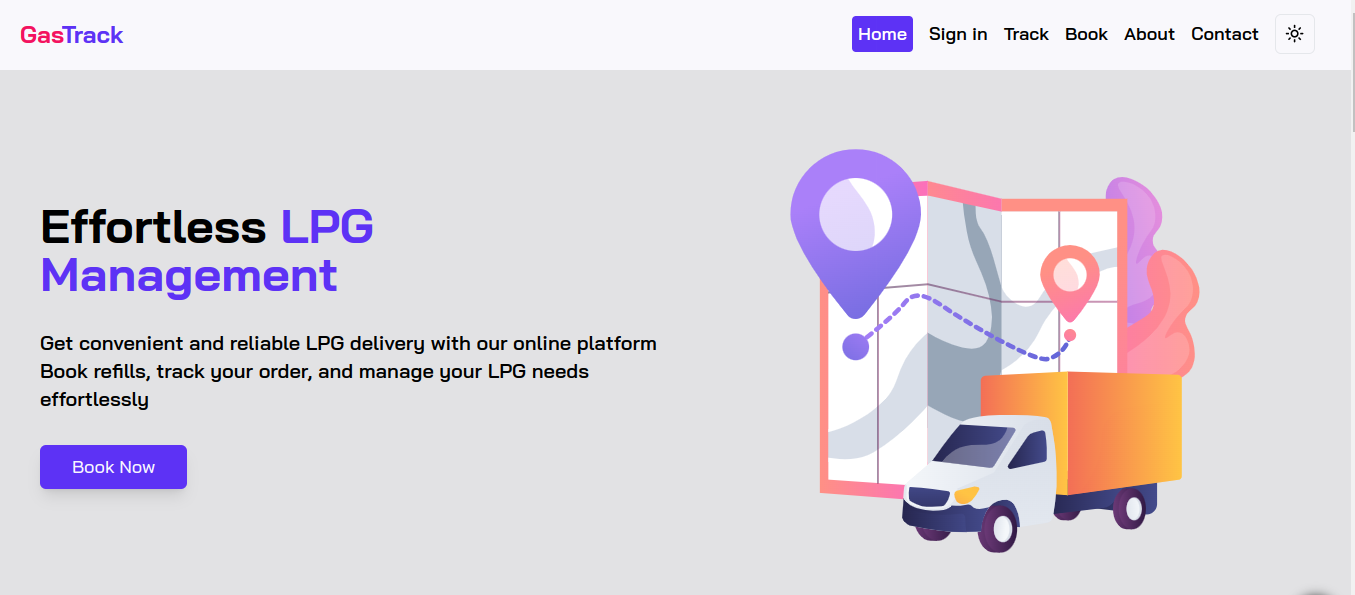 GasTrack
Home Sign in Track Book About Contact
Effortless LPG
Management
Get convenient and reliable LPG delivery with our online platform
Book refills, track your order, and manage your LPG needs
effortlessly
Book Now